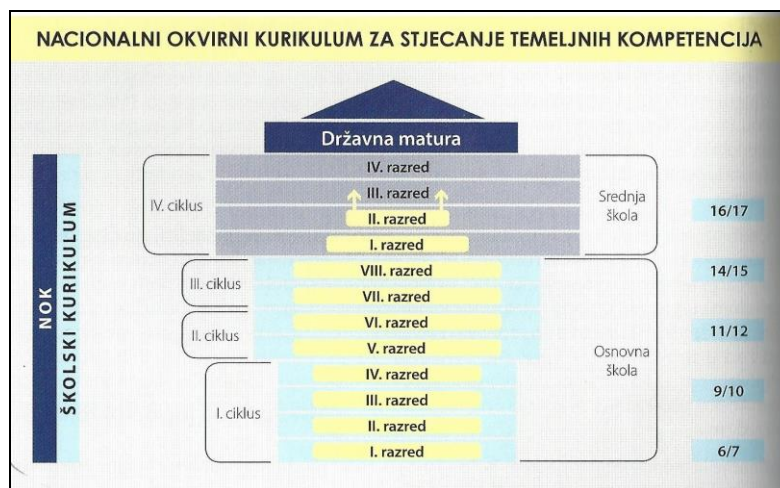 NACIONALNI OKVIRNI KURIKULUM ZA STJECANJE TEMELJNIH KOMPETENCIJA
NOK
ŠKOLSKI KURIKULUM
Državna matura
IV. razred
III. razred
II. razred
I. razred
IV. ciklus
Srednja
škola
VIII. razred
VII. razred
III. ciklus
VI. razred
V. razred
II. ciklus
IV. razred
III. razred
II. razred
I. razred
I. ciklus
Osnovna
škola
16/17
14/15
11/12
9/10
6/7